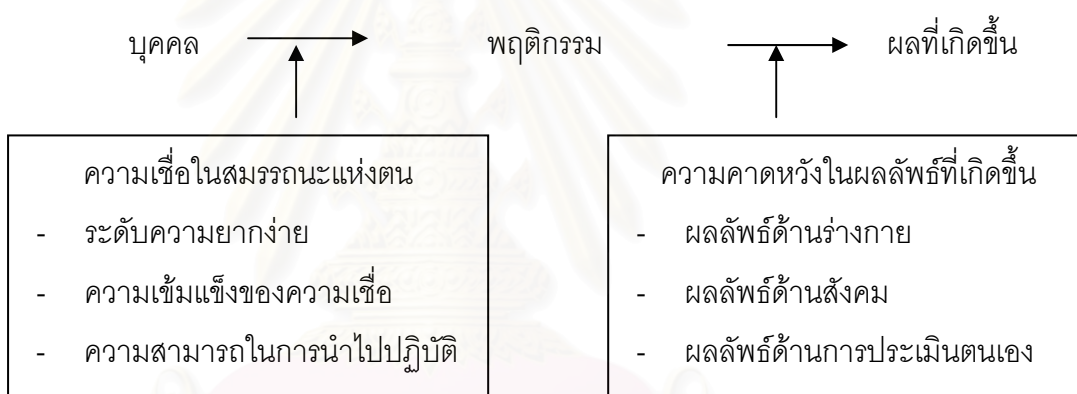 บุคคล พฤติกรรม ผลที่เกิดขึ้น
ความเชื่อในสมรรถนะแห่งตน
- ระดับความยากง่าย
- ความเข้มแข็งของความเชื่อ
- ความสามารถในการนำไปปฏิบัติ
ความคาดหวังในผลลัพธ์ที่เกิดขึ้น
- ผลลัพธ์ด้านร่างกาย
- ผลลัพธ์ด้านสังคม
- ผลลัพธ์ด้านการประเมินตนเอง